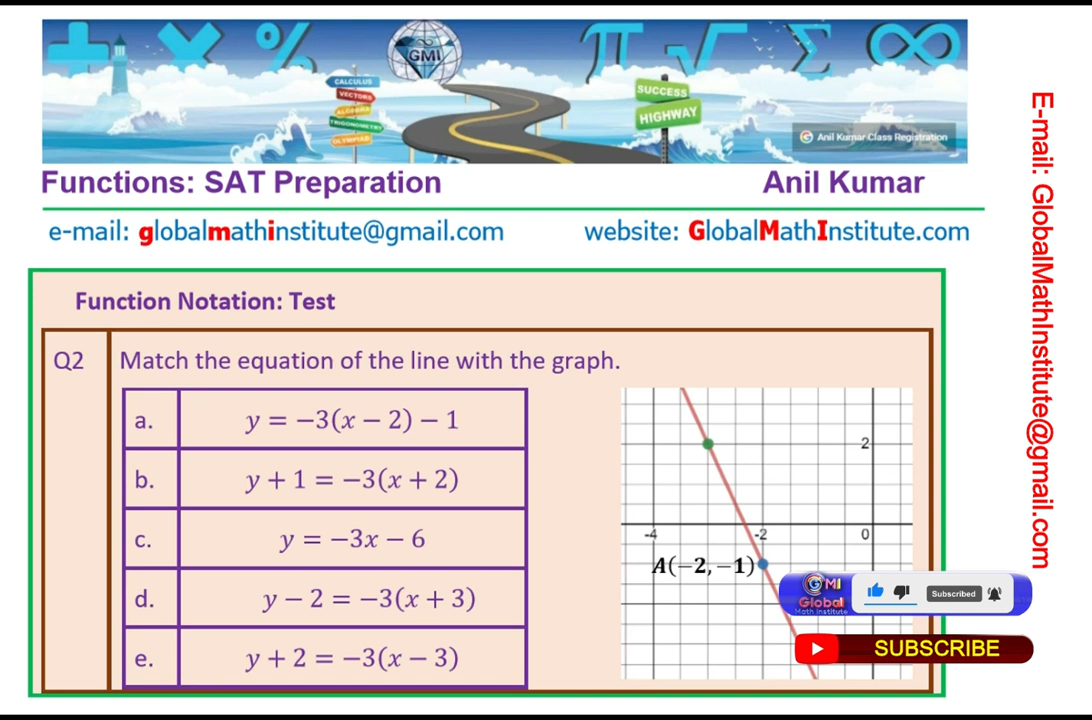 GMI
CALCULUS
VECTORS
ALGEBRA
TRIGONOMETRY
OLYMPIAD
SUCCESS
HIGHWAY
Anil Kumar Class Registration
Functions: SAT Preparation Anil Kumar
e-mail: globalmathinstitute@gmail.com website: GlobalMathInstitute.com
E-mail: GlobalMathInstitute@gmail.com
Function Notation: Test
Q2 Match the equation of the line with the graph.
a. y = −3(x − 2) − 1
b. y + 1 = −3(x + 2)
c. y = −3x − 6
d. y − 2 = −3(x + 3)
e. y + 2 = −3(x − 3)
2
-4 -2 0
A(−2, −1)
GMI
Global
Math Institute
Subscribed
SUBSCRIBE